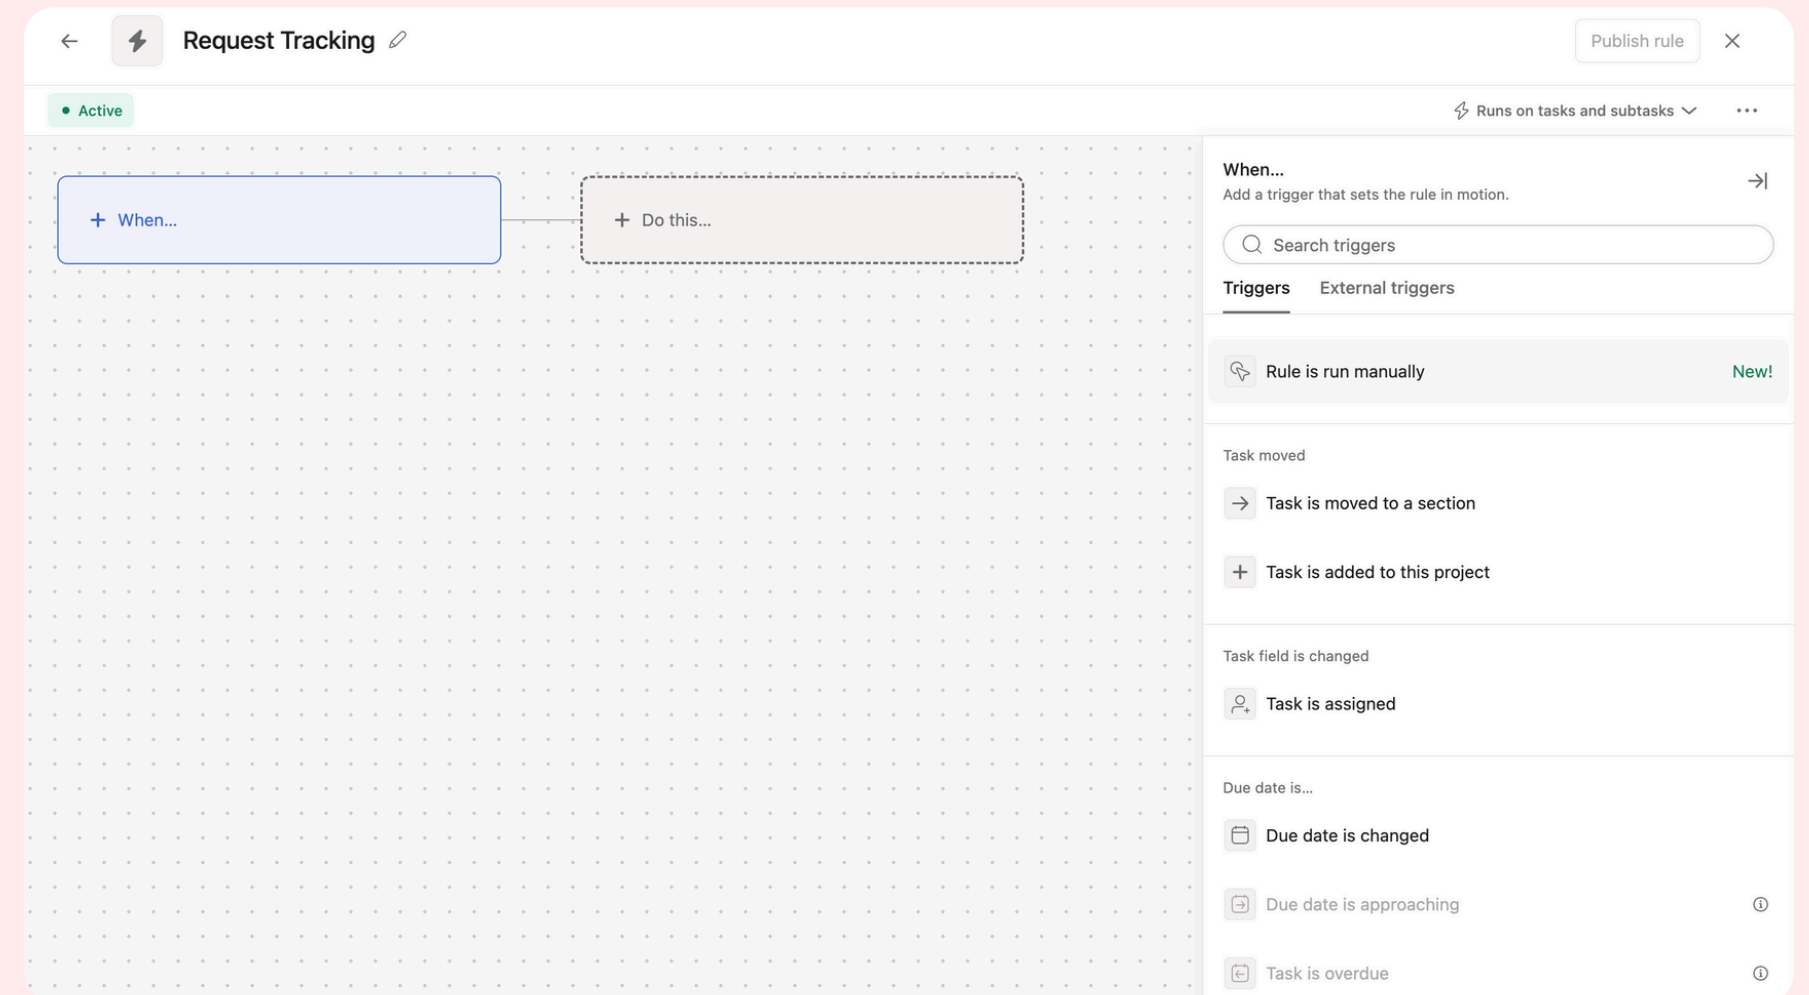 Request Tracking
Publish rule
Active
Runs on tasks and subtasks
When...
Do this...
When...
Add a trigger that sets the rule in motion.
Search triggers
Triggers
External triggers
Rule is run manually
New!
Task moved
Task is moved to a section
Task is added to this project
Task field is changed
Task is assigned
Due date is...
Due date is changed
Due date is approaching
Task is overdue